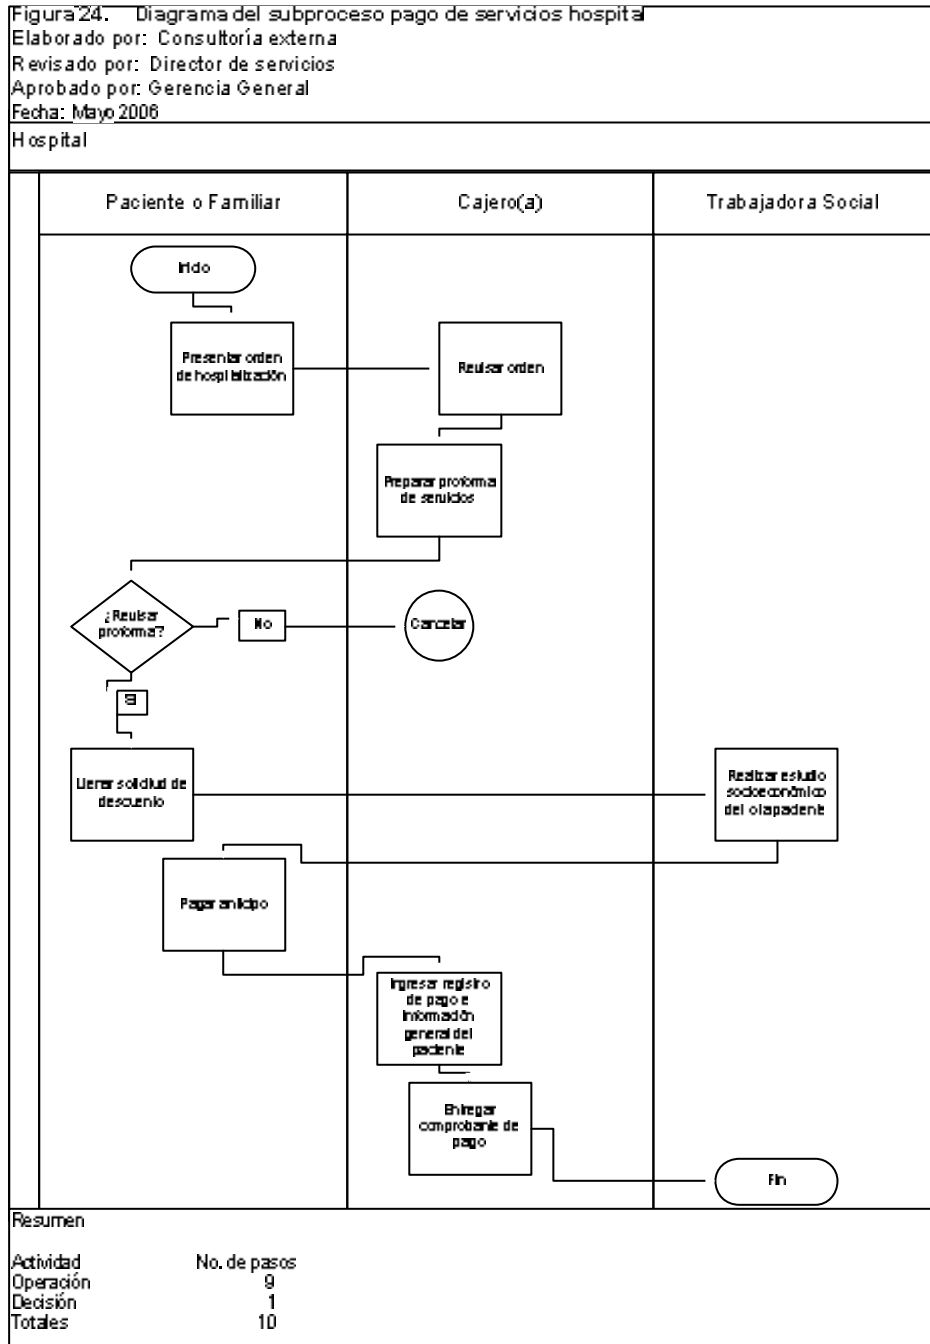 Figura 24. Diagrama del subproceso pago de servicios hospital
Elaborado por: Consultoría externa
Revisado por: Director de servicios
Aprobado por: Gerencia General
Fecha: Mayo 2006
Hospital
Paciente o Familiar
Cajero(a)
Trabajadora Social
Inicio
Presentar orden
de hospitalización
Revisar orden
Preparar proforma
de servicios
¿Revisar
proforma?
No
Cancelar
Si
Llenar solicitud de
descuento
Realizar estudio
socioeconómico
del o la paciente
Pagar anticipo
Ingresar registro
de pago e
información
general del
paciente
Entregar
comprobante de
pago
Fin
Resumen
Actividad No. de pasos
Operación 9
Decisión 1
Totales 10